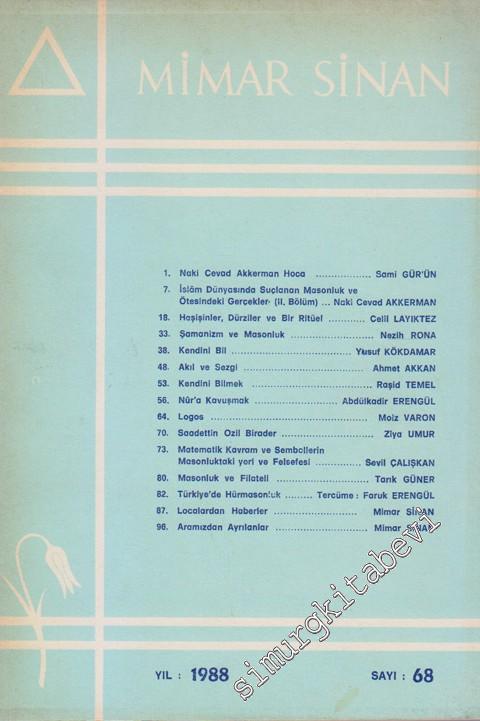 MİMAR SİNAN
1. Naki Cevad Akkerman Hoca .................. Sami GÜR'ÜN
7. İslâm Dünyasında Suçlanan Masonluk ve
Ötesindeki Gerçekler (II. Bölüm) ... Naki Cevad AKKERMAN
18. Haşişinler, Dürziler ve Bir Ritüel ............ Celil LAYIKTEZ
33. Şamanizm ve Masonluk .................. Nezih RONA
38. Kendini Bil .............................. Yusuf KÖKDAMAR
48. Akıl ve Sezgi .............................. Ahmet AKKAN
53. Kendini Bilmek .............................. Raşid TEMEL
56. Nûr'a Kavuşmak .................. Abdülkadir ERENGÜL
64. Logos .............................. Moiz VARON
70. Saadettin Ozil Birader ........................ Ziya UMUR
73. Matematik Kavram ve Sembollerin
Masonluktaki yori ve Felsefesi ............ Sevil ÇALIŞKAN
80. Masonluk ve Filateli .................. Tarık GÜNER
82. Türkiye'de Hürmasonluk ......... Tercüme : Faruk ERENGÜL
87. Localardan Haberler .................. Mimar SİNAN
96. Aramızdan Ayrılanlar .................. Mimar SİNAN
YIL : 1988 SAYI : 68
simurgkitabevi